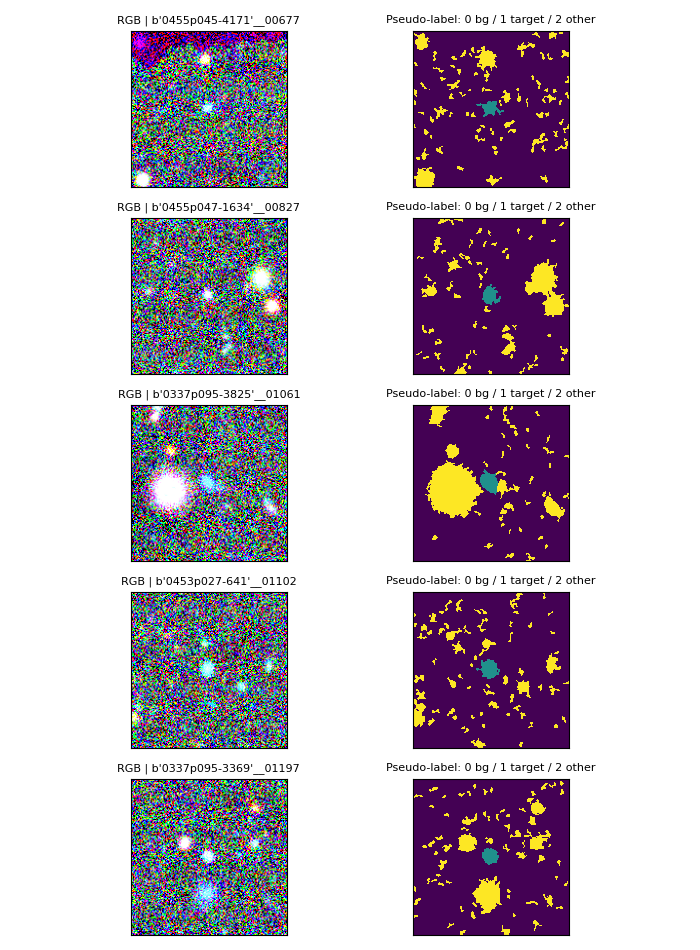 RGB | b'0455p045-4171'__00677
Pseudo-label: 0 bg / 1 target / 2 other
RGB | b'0455p047-1634'__00827
Pseudo-label: 0 bg / 1 target / 2 other
RGB | b'0337p095-3825'__01061
Pseudo-label: 0 bg / 1 target / 2 other
RGB | b'0453p027-641'__01102
Pseudo-label: 0 bg / 1 target / 2 other
RGB | b'0337p095-3369'__01197
Pseudo-label: 0 bg / 1 target / 2 other